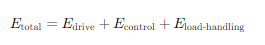 E_total = E_drive + E_control + E_load-handling